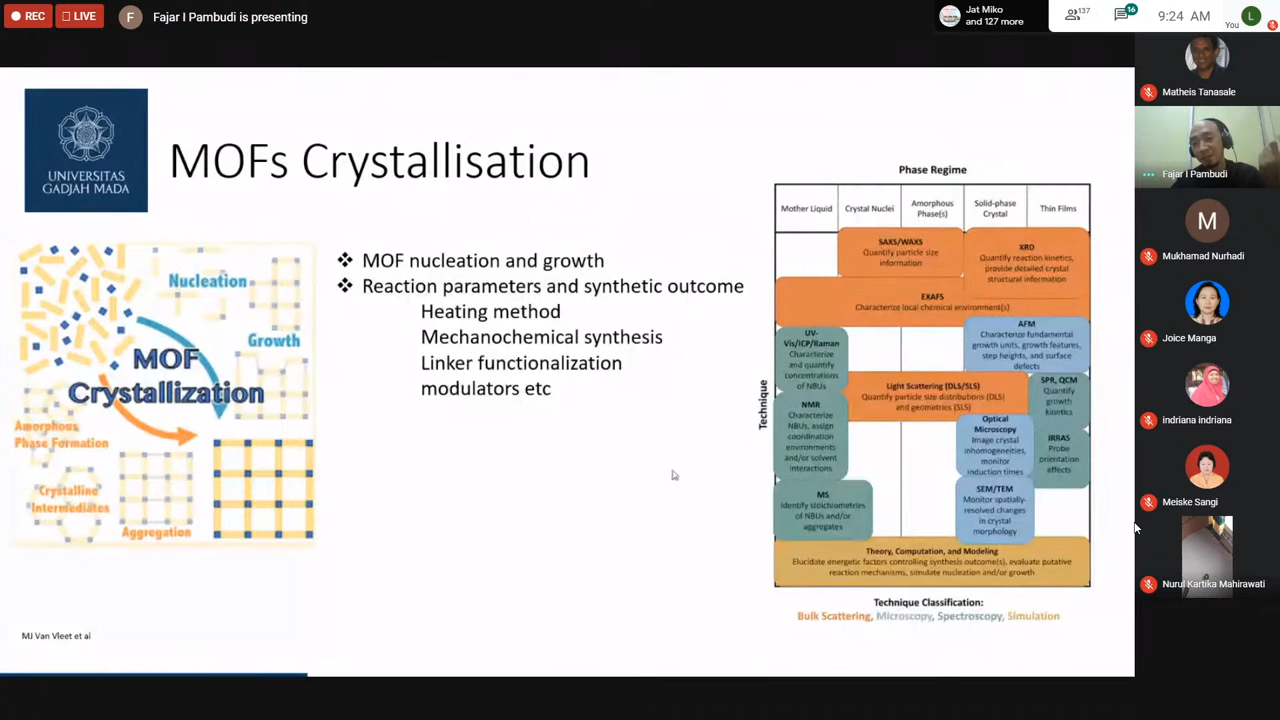 REC
LIVE
F
Fajar I Pambudi is presenting
Jat Miko
and 127 more
137
16
9:24 AM
You
L
UNIVERSITAS
GADJAH MADA
MOFs Crystallisation
Nucleation
Growth
MOF
Crystallization
Amorphous
Phase Formation
Crystalline
Intermediates
Aggregation
❖ MOF nucleation and growth
❖ Reaction parameters and synthetic outcome
Heating method
Mechanochemical synthesis
Linker functionalization
modulators etc
Phase Regime
Mother Liquid
Crystal Nuclei
Amorphous
Phase(s)
Solid-phase
Crystal
Thin Films
Technique
SAXS/WAXS
Quantify particle size
information
XRD
Quantify reaction kinetics,
provide detailed crystal
structural information
EXAFS
Characterize local chemical environment(s)
UV-
Vis/ICP/Raman
Characterize
and quantify
concentrations
of NBUs
AFM
Characterize fundamental
growth units, growth features,
step heights, and surface
defects
Light Scattering (DLS/SLS)
Quantify particle size distributions (DLS)
and geometries (SLS)
SPR, QCM
Quantify
growth
kinetics
NMR
Characterize
NBUs, assign
coordination
environments
and/or solvent
interactions
Optical
Microscopy
Image crystal
inhomogeneities,
monitor
induction times
IRRAS
Probe
orientation
effects
MS
Identify stoichiometries
of NBUs and/or
aggregates
SEM/TEM
Monitor spatially-
resolved changes
in crystal
morphology
Theory, Computation, and Modeling
Elucidate energetic factors controlling synthesis outcome(s), evaluate putative
reaction mechanisms, simulate nucleation and/or growth
Technique Classification:
Bulk Scattering, Microscopy, Spectroscopy, Simulation
MJ Van Vleet et al
Matheis Tanasale
Fajar I Pambudi
M
Mukhamad Nurhadi
Joice Manga
indriana indriana
Meiske Sangi
Nurul Kartika Mahirawati